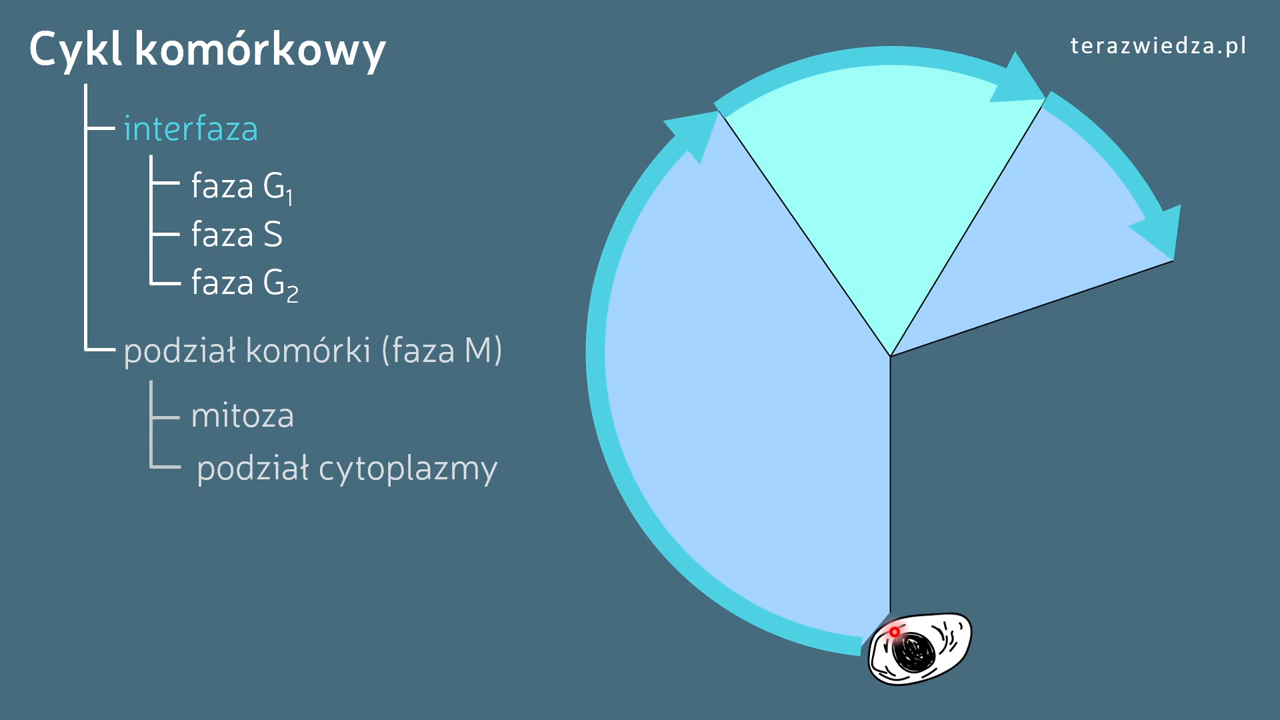 Cykl komórkowy
terazwiedza.pl
interfaza
faza G₁
faza S
faza G₂
podział komórki (faza M)
mitoza
podział cytoplazmy